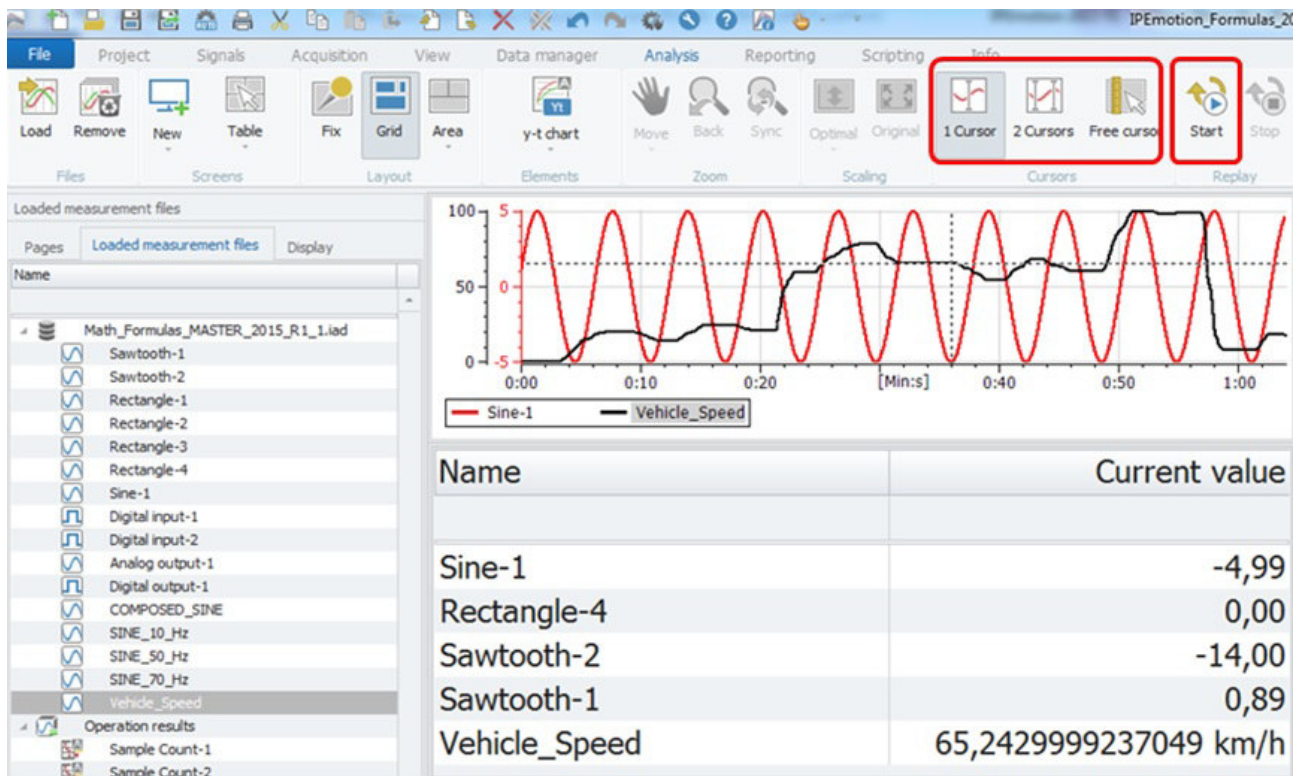 IPEmotion_Formulas_20
File Project Signals Acquisition View Data manager Analysis Reporting Scripting Info
Load Remove New Table Fix Grid Area y-t chart Move Back Sync Optimal Original 1 Cursor 2 Cursors Free cursor Start Stop
Files Screens Layout Elements Zoom Scaling Cursors Replay
Loaded measurement files
Pages Loaded measurement files Display
Name
Math_Formulas_MASTER_2015_R1_1.iad
Sawtooth-1
Sawtooth-2
Rectangle-1
Rectangle-2
Rectangle-3
Rectangle-4
Sine-1
Digital input-1
Digital input-2
Analog output-1
Digital output-1
COMPOSED_SINE
SINE_10_Hz
SINE_50_Hz
SINE_70_Hz
Vehicle_Speed
Operation results
Sample Count-1
Sample Count-2
100 5
50 0
0 -5
0:00 0:10 0:20 [Min:s] 0:40 0:50 1:00
Sine-1 Vehicle_Speed
Name Current value
Sine-1 -4,99
Rectangle-4 0,00
Sawtooth-2 -14,00
Sawtooth-1 0,89
Vehicle_Speed 65,2429999237049 km/h